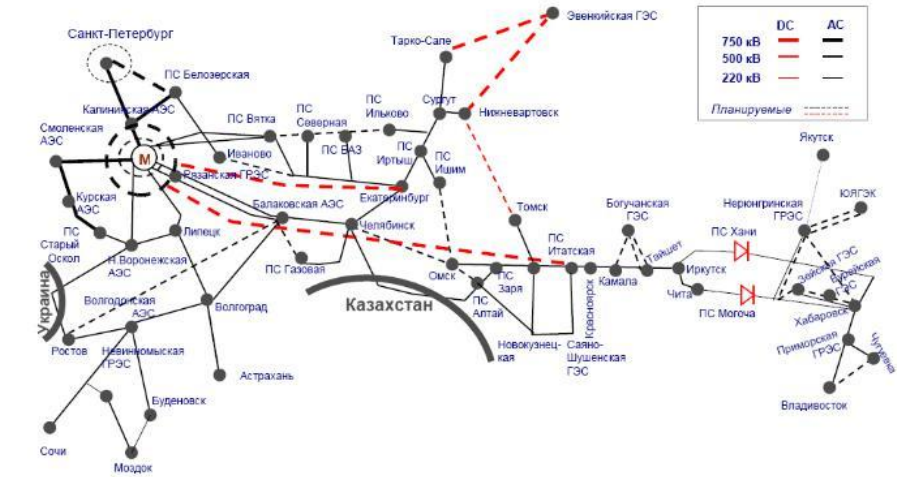 Эвенкийская ГЭС
DC AC
750 кВ
500 кВ
220 кВ
Планируемые
Санкт-Петербург
Тарко-Сале
ПС Белозерская
Калининская АЭС
Смоленская
АЭС
ПС Вятка
ПС
Северная
ПС
Ильково
Сургут
Нижневартовск
Якутск
М
Иваново
ПС БАЗ
ПС
Иртыш
ПС
Ишим
Рязанская ГРЭС
Екатеринбург
Курская
АЭС
Балаковская АЭС
Челябинск
Томск
Богучанская
ГЭС
Нерюнгринская
ГРЭС
ЮЯГЭК
ПС
Старый
Оскол
Липецк
Н.Воронежская
АЭС
ПС Газовая
Омск
ПС
Заря
ПС
Итатская
Тайшет
Камала
Иркутск
ПС Хани
Зейская ГЭС
Бурейская
ГЭС
Украина
Казахстан
Волгодонская
АЭС
Волгоград
ПС
Алтай
Красноярск
Чита
ПС Могоча
Хабаровск
Ростов
Невинномысская
ГРЭС
Новокузнец-
кая
Саяно-
Шушенская
ГЭС
Приморская
ГРЭС
Чугуевка
Астрахань
Буденовск
Владивосток
Сочи
Моздок